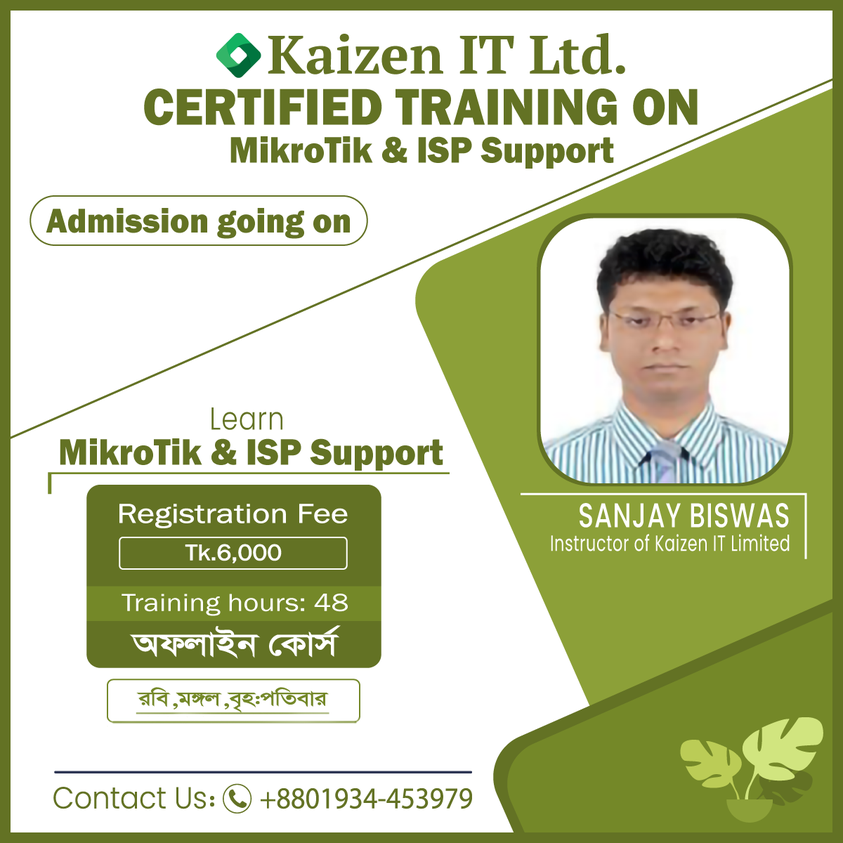 Kaizen IT Ltd.
CERTIFIED TRAINING ON
MikroTik & ISP Support
Admission going on
Learn
MikroTik & ISP Support
Registration Fee
Tk.6,000
Training hours: 48
অফলাইন কোর্স
রবি ,মঙ্গল ,বৃহ:পতিবার
SANJAY BISWAS
Instructor of Kaizen IT Limited
Contact Us: +8801934-453979